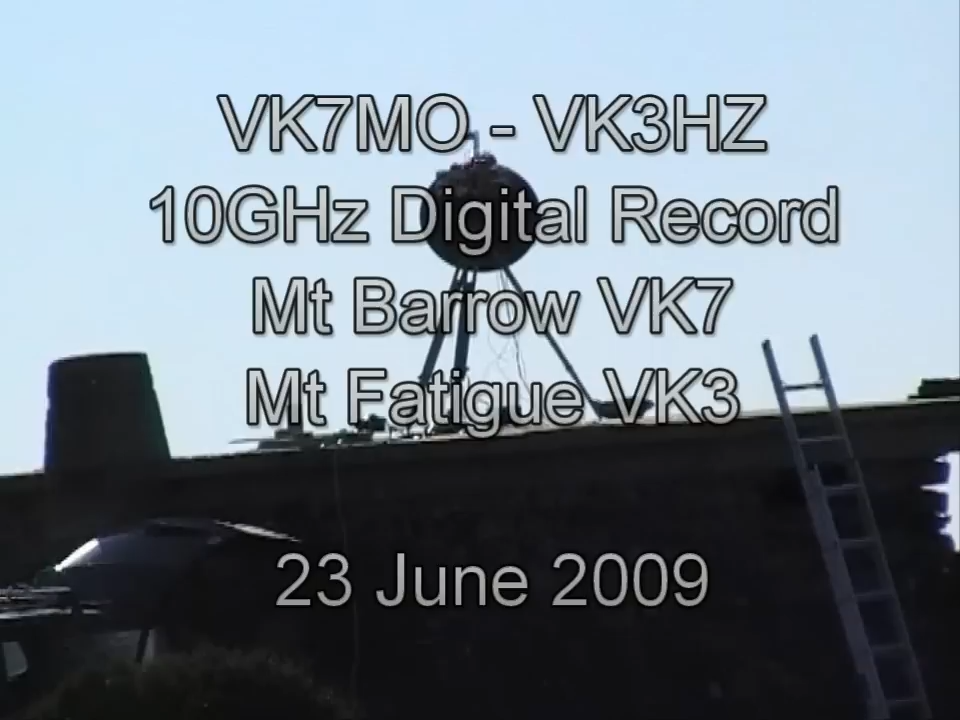 VK7MO - VK3HZ
10GHz Digital Record
Mt Barrow VK7
Mt Fatigue VK3
23 June 2009